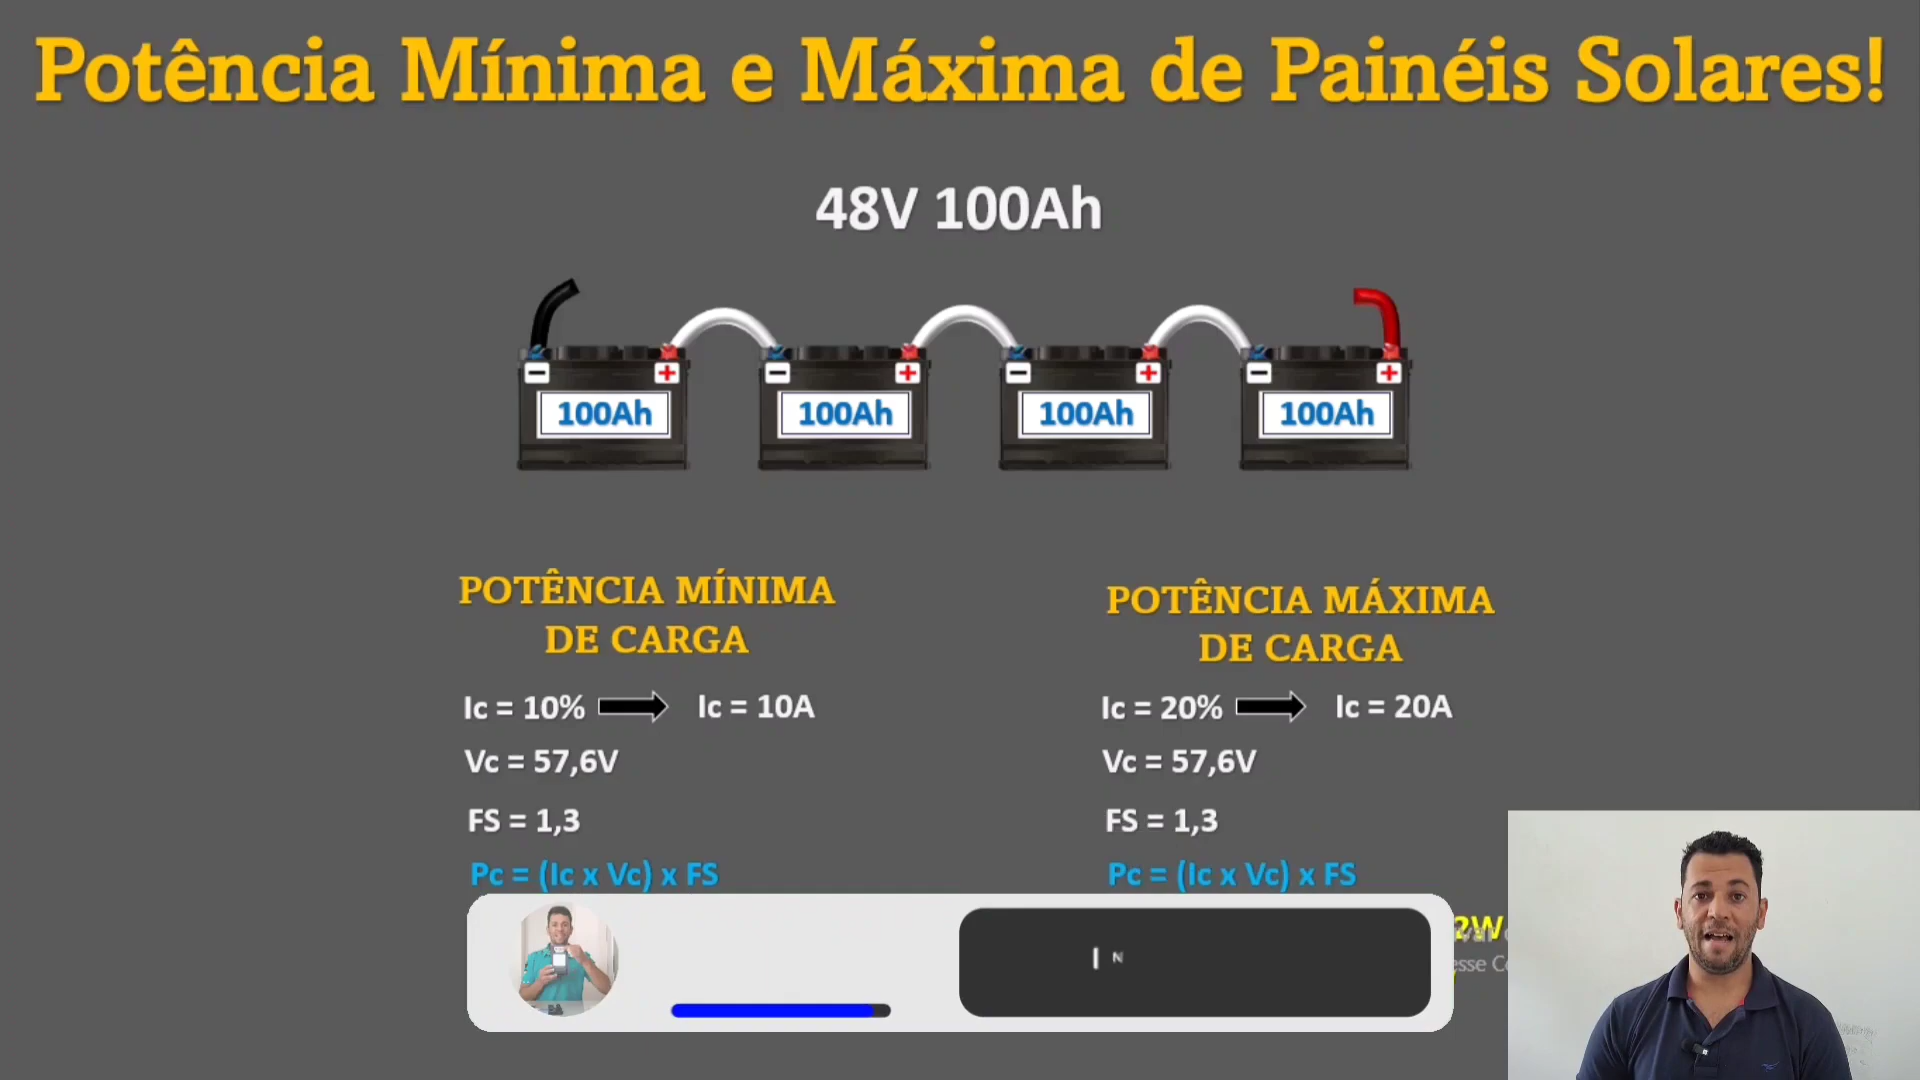 Potência Mínima e Máxima de Painéis Solares!
48V 100Ah
100Ah 100Ah 100Ah 100Ah
POTÊNCIA MÍNIMA
DE CARGA
Ic = 10% Ic = 10A
Vc = 57,6V
FS = 1,3
Pc = (Ic x Vc) x FS
POTÊNCIA MÁXIMA
DE CARGA
Ic = 20% Ic = 20A
Vc = 57,6V
FS = 1,3
Pc = (Ic x Vc) x FS
2W
N